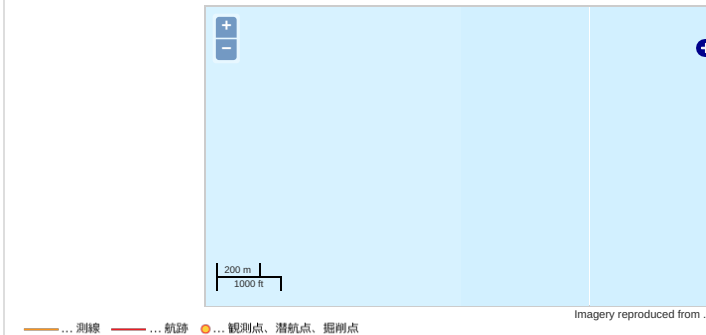 +
−
200 m
1000 ft
Imagery reproduced from .
... 測線 ... 航跡 ... 観測点、潜航点、掘削点